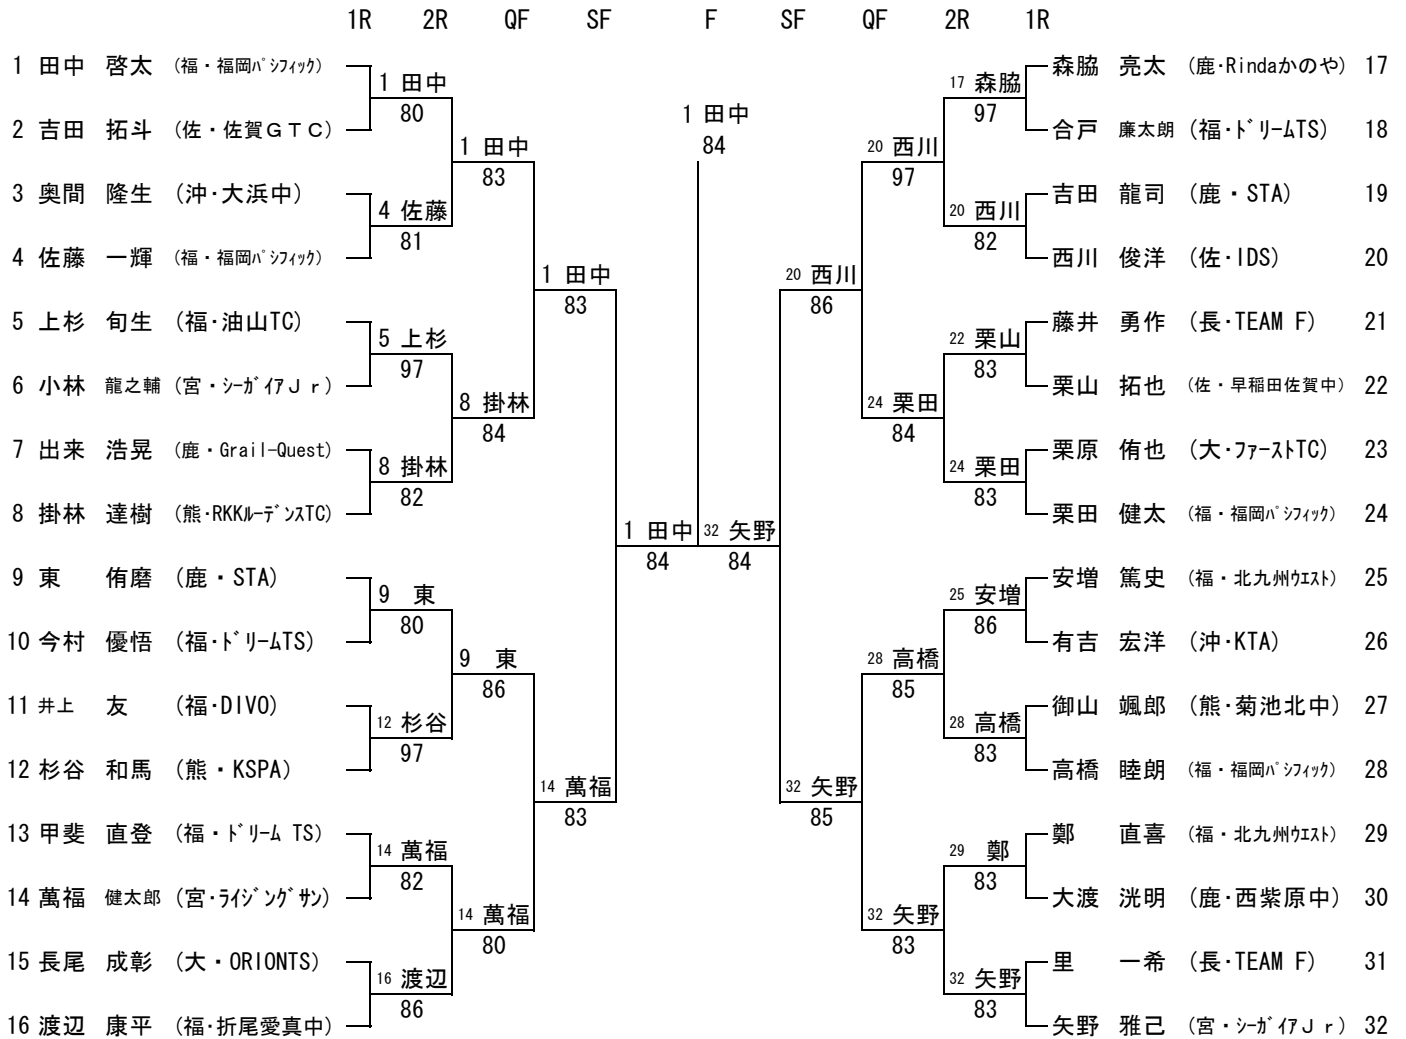 1R 2R QF SF F SF QF 2R 1R
1 田中 啓太 (福・福岡ﾊﾟｼﾌｨｯｸ)
2 吉田 拓斗 (佐・佐賀ＧＴＣ)
3 奥間 隆生 (沖・大浜中)
4 佐藤 一輝 (福・福岡ﾊﾟｼﾌｨｯｸ)
5 上杉 旬生 (福・油山TC)
6 小林 龍之輔 (宮・ｼｰｶﾞｲｱＪｒ)
7 出来 浩晃 (鹿・Grail-Quest)
8 掛林 達樹 (熊・RKKﾙｰﾃﾞﾝｽTC)
9 東 侑磨 (鹿・STA)
10 今村 優悟 (福・ﾄﾞﾘｰﾑTS)
11 井上 友 (福・DIVO)
12 杉谷 和馬 (熊・KSPA)
13 甲斐 直登 (福・ﾄﾞﾘｰﾑ TS)
14 萬福 健太郎 (宮・ﾗｲｼﾞﾝｸﾞｻﾝ)
15 長尾 成彰 (大・ORIONTS)
16 渡辺 康平 (福・折尾愛真中)
1 田中
80
4 佐藤
81
5 上杉
97
8 掛林
82
9 東
80
12 杉谷
97
14 萬福
82
16 渡辺
86
1 田中
83
8 掛林
84
9 東
86
14 萬福
80
1 田中
83
14 萬福
83
1 田中
84
1 田中
84
32 矢野
84
20 西川
86
32 矢野
85
20 西川
97
24 栗田
84
28 高橋
85
32 矢野
83
17 森脇
97
20 西川
82
22 栗山
83
24 栗田
83
25 安増
86
28 高橋
83
29 鄭
83
32 矢野
83
森脇 亮太 (鹿・Rindaかのや) 17
合戸 廉太朗 (福・ﾄﾞﾘｰﾑTS) 18
吉田 龍司 (鹿・STA) 19
西川 俊洋 (佐・IDS) 20
藤井 勇作 (長・TEAM F) 21
栗山 拓也 (佐・早稲田佐賀中) 22
栗原 侑也 (大・ﾌｧｰｽﾄTC) 23
栗田 健太 (福・福岡ﾊﾟｼﾌｨｯｸ) 24
安増 篤史 (福・北九州ｳｴｽﾄ) 25
有吉 宏洋 (沖・KTA) 26
御山 颯郎 (熊・菊池北中) 27
高橋 睦朗 (福・福岡ﾊﾟｼﾌｨｯｸ) 28
鄭 直喜 (福・北九州ｳｴｽﾄ) 29
大渡 洸明 (鹿・西紫原中) 30
里 一希 (長・TEAM F) 31
矢野 雅己 (宮・ｼｰｶﾞｲｱＪｒ) 32